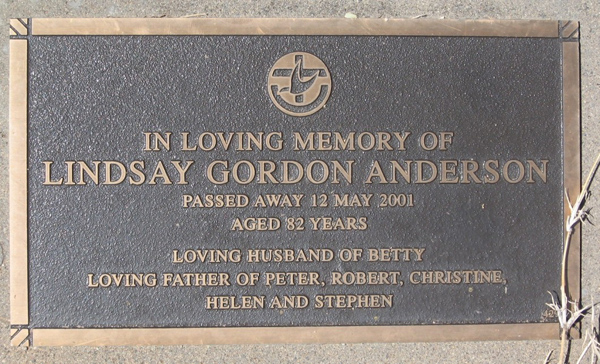 IN LOVING MEMORY OF
LINDSAY GORDON ANDERSON
PASSED AWAY 12 MAY 2001
AGED 82 YEARS
LOVING HUSBAND OF BETTY
LOVING FATHER OF PETER, ROBERT, CHRISTINE,
HELEN AND STEPHEN